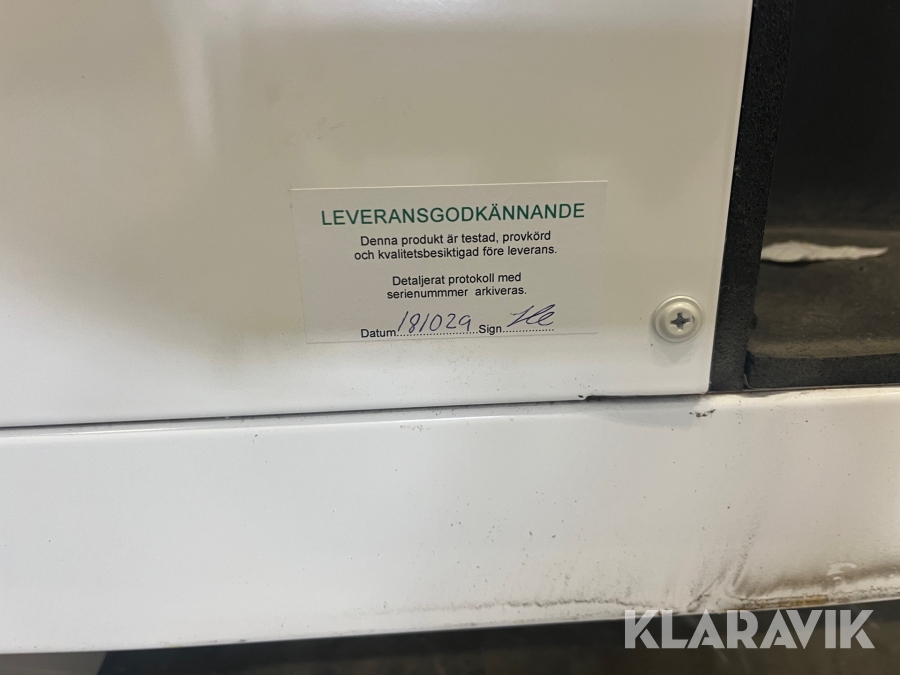 LEVERANSGODKÄNNANDE
Denna produkt är testad, provkörd
och kvalitetsbesiktigad före leverans.
Detaljerat protokoll med
serienummmer arkiveras.
Datum 181029 Sign
KLARAVIK